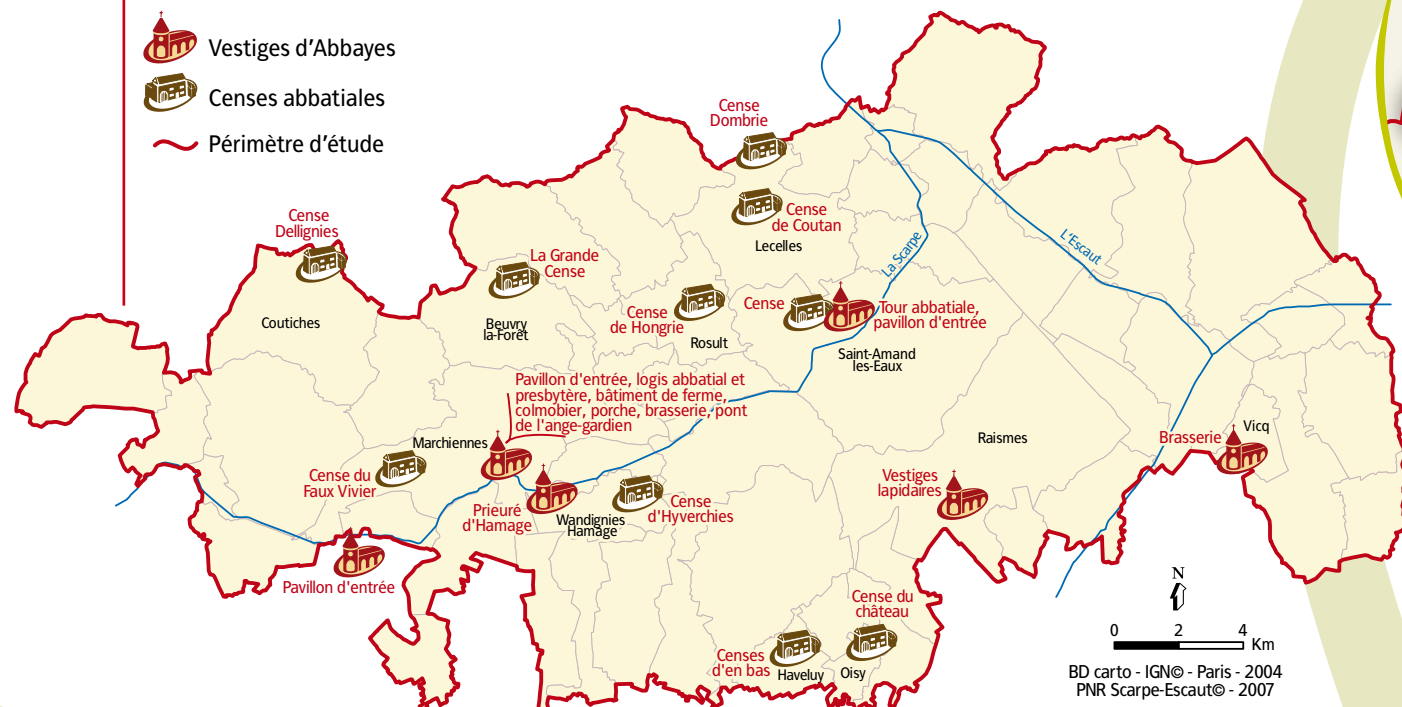 Vestiges d'Abbayes
Censes abbatiales
Périmètre d'étude
Cense
Dombrie
Cense
de Coutan
Lecelles
Cense
Dellignies
Coutiches
La Grande
Cense
Beuvry
la-Forêt
Cense
de Hongrie
Rosult
Cense
Tour abbatiale,
pavillon d'entrée
Saint-Amand
les-Eaux
La Scarpe
L'Escaut
Pavillon d'entrée, logis abbatial et
presbytère, bâtiment de ferme,
colmobier, porche, brasserie, pont
de l'ange-gardien
Marchiennes
Cense du
Faux Vivier
Prieuré
d'Hamage
Wandignies
Hamage
Cense
d'Hyverchies
Pavillon d'entrée
Raismes
Vestiges
lapidaires
Brasserie
Vicq
Cense du
château
Censes
d'en bas
Haveluy
Oisy
N
0 2 4 Km
BD carto - IGN© - Paris - 2004
PNR Scarpe-Escaut© - 2007